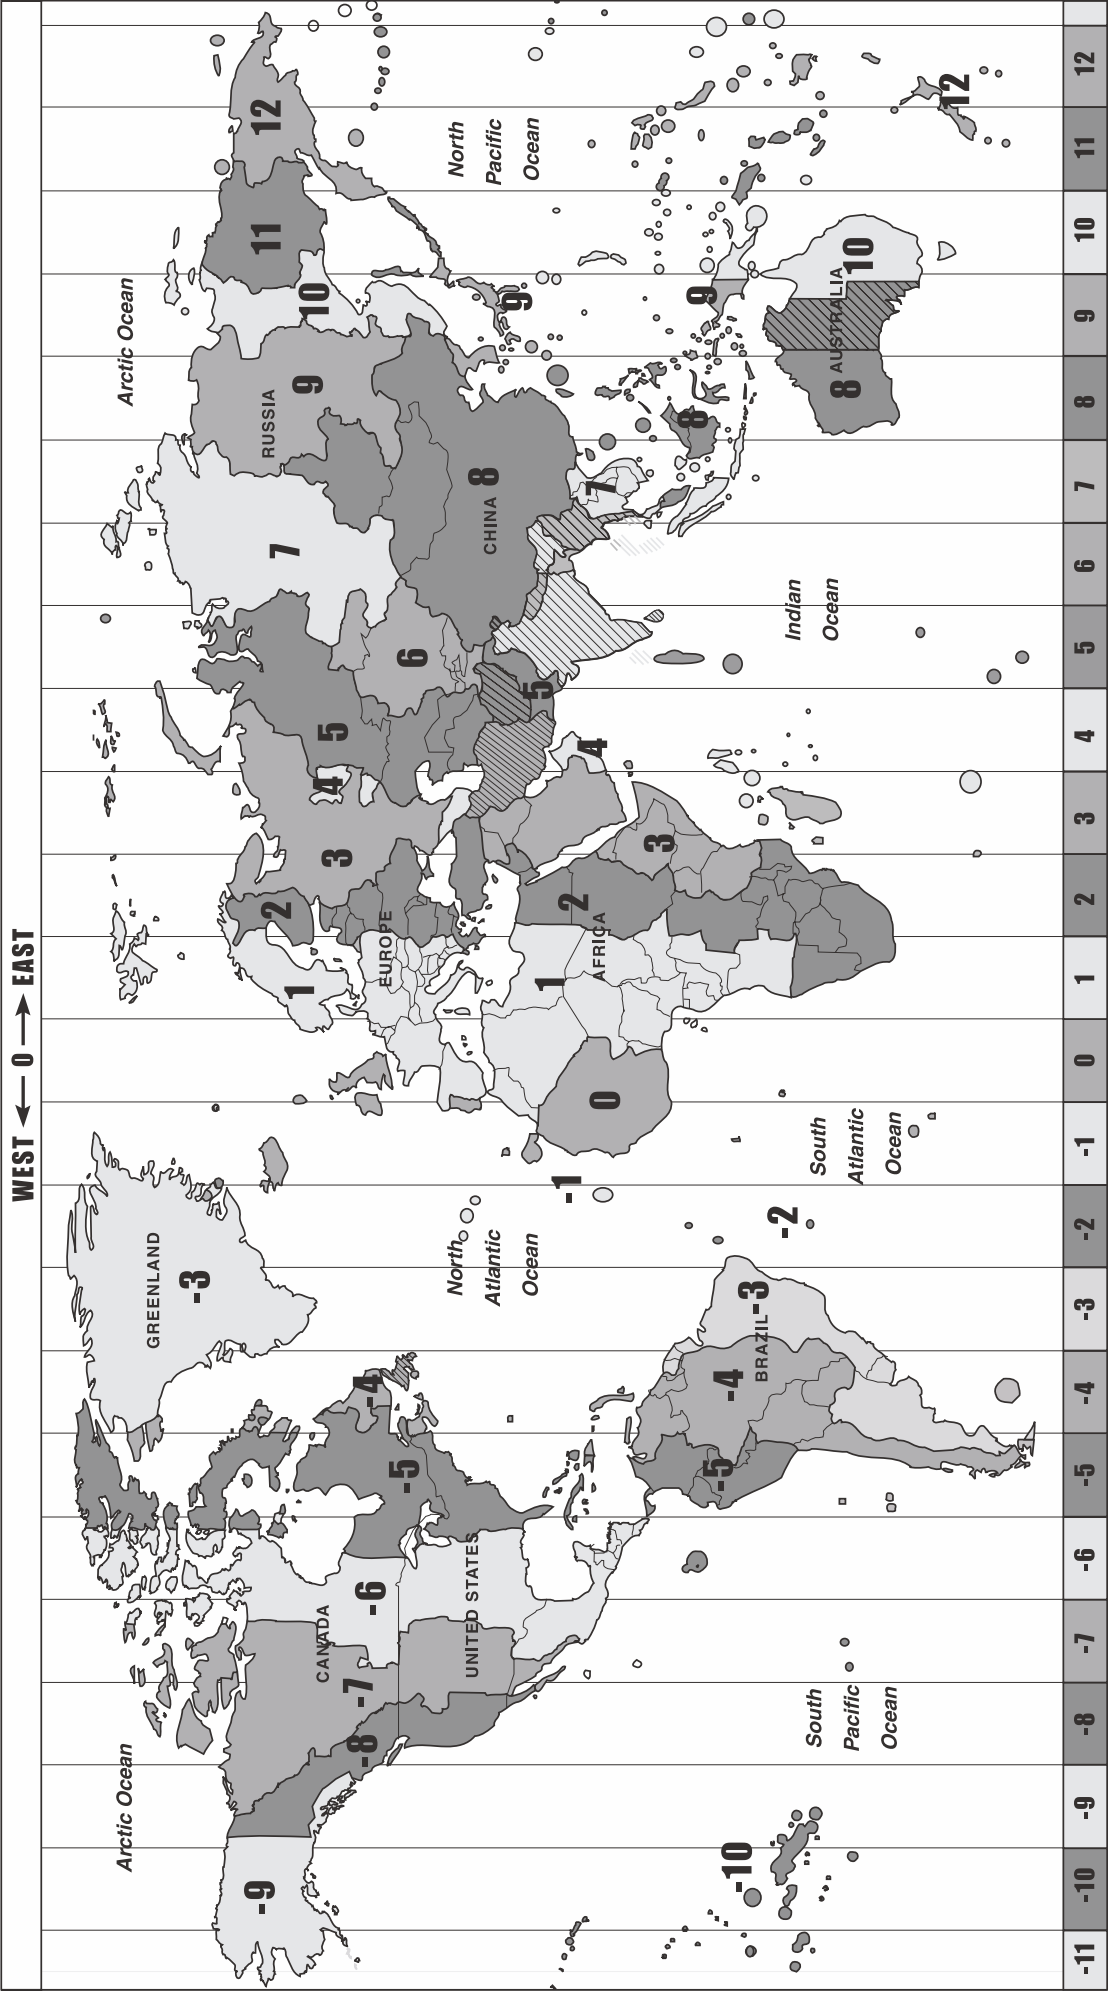 WEST ← 0 → EAST
Arctic Ocean
Arctic Ocean
GREENLAND
-3
-9
2
7
RUSSIA
11
12
1
9
10
CANADA
3
4
5
-7
-8
-6
-4
EUROPE
-5
6
North
Atlantic
Ocean
North
Pacific
Ocean
UNITED STATES
CHINA
8
9
5
1
-1
2
4
AFRICA
7
0
3
8
9
-5
-4
-10
-3
BRAZIL
-2
Indian
Ocean
South
Pacific
Ocean
South
Atlantic
Ocean
AUSTRALIA
8
10
12
-11 -10 -9 -8 -7 -6 -5 -4 -3 -2 -1 0 1 2 3 4 5 6 7 8 9 10 11 12